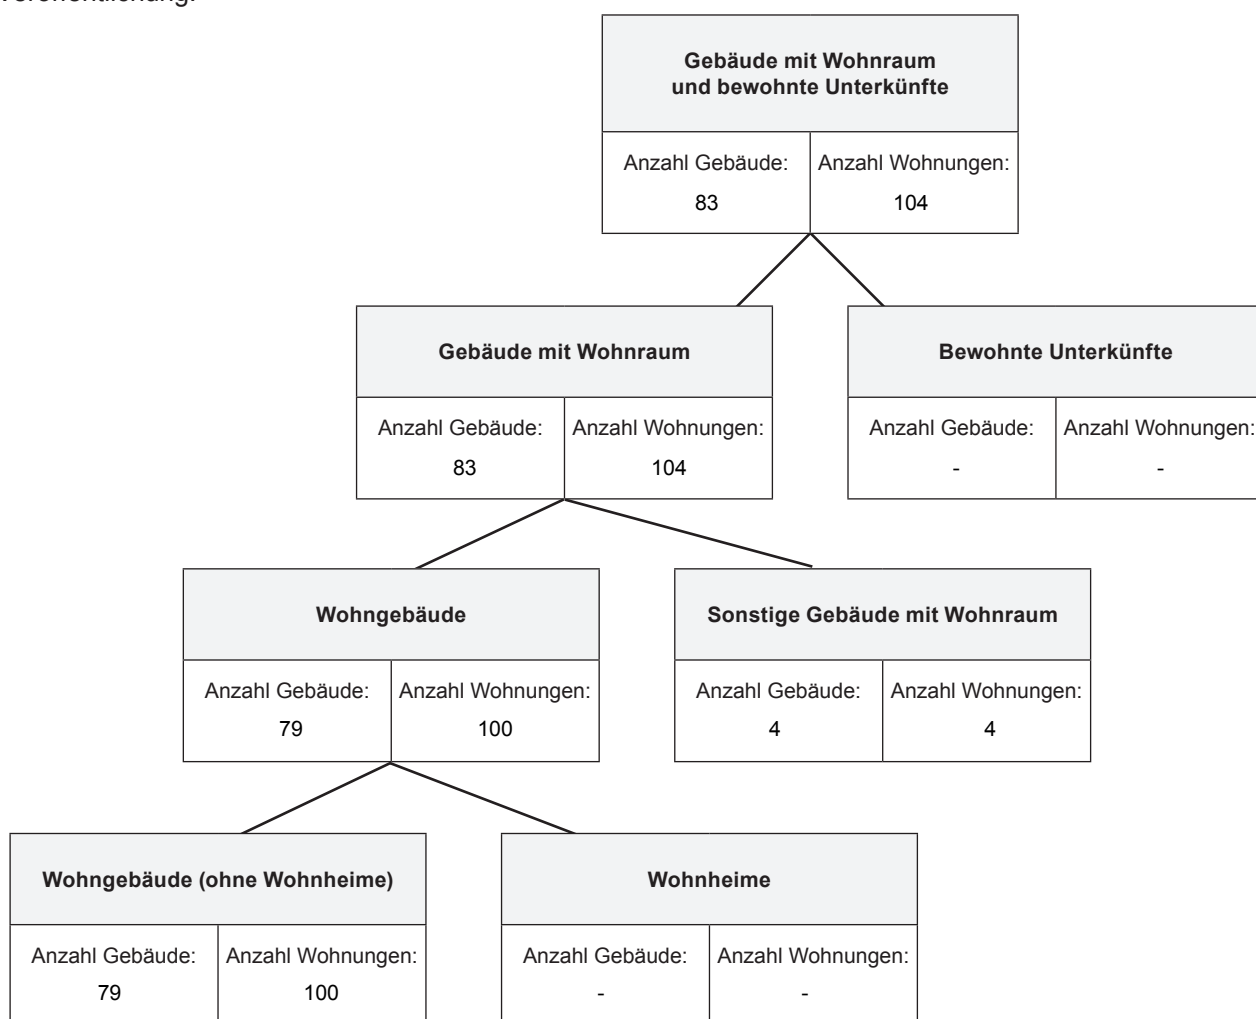 Veröffentlichung.
Gebäude mit Wohnraum
und bewohnte Unterkünfte
Anzahl Gebäude: Anzahl Wohnungen:
83 104
Gebäude mit Wohnraum Bewohnte Unterkünfte
Anzahl Gebäude: Anzahl Wohnungen: Anzahl Gebäude: Anzahl Wohnungen:
83 104 - -
Wohngebäude Sonstige Gebäude mit Wohnraum
Anzahl Gebäude: Anzahl Wohnungen: Anzahl Gebäude: Anzahl Wohnungen:
79 100 4 4
Wohngebäude (ohne Wohnheime) Wohnheime
Anzahl Gebäude: Anzahl Wohnungen: Anzahl Gebäude: Anzahl Wohnungen:
79 100 - -